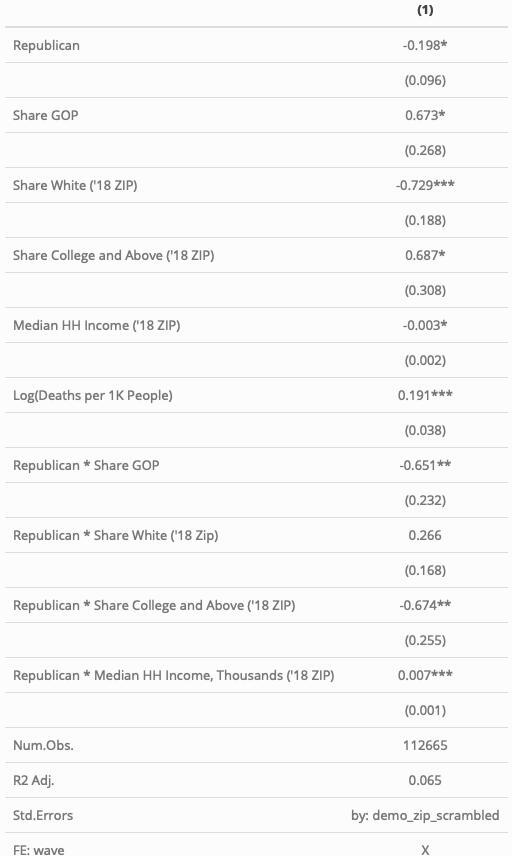 (1)
Republican -0.198*
(0.096)
Share GOP 0.673*
(0.268)
Share White ('18 ZIP) -0.729***
(0.188)
Share College and Above ('18 ZIP) 0.687*
(0.308)
Median HH Income ('18 ZIP) -0.003*
(0.002)
Log(Deaths per 1K People) 0.191***
(0.038)
Republican * Share GOP -0.651**
(0.232)
Republican * Share White ('18 Zip) 0.266
(0.168)
Republican * Share College and Above ('18 ZIP) -0.674**
(0.255)
Republican * Median HH Income, Thousands ('18 ZIP) 0.007***
(0.001)
Num.Obs. 112665
R2 Adj. 0.065
Std.Errors by: demo_zip_scrambled
FE: wave X